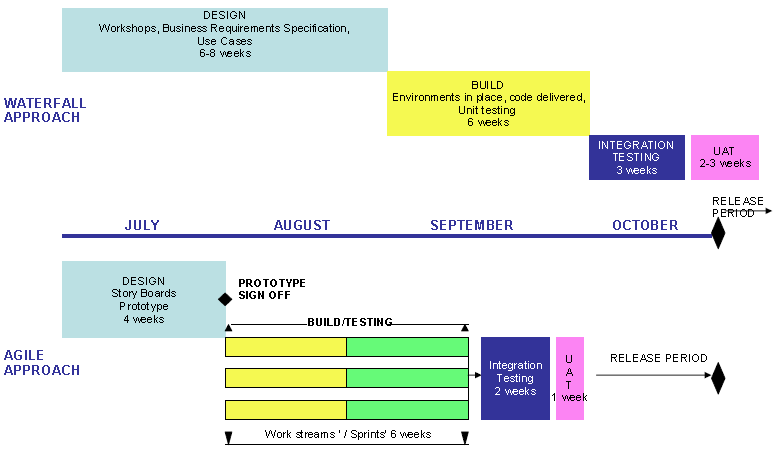 DESIGN
Workshops, Business Requirements Specification,
Use Cases
6-8 weeks
WATERFALL
APPROACH
BUILD
Environments in place, code delivered,
Unit testing
6 weeks
INTEGRATION
TESTING
3 weeks
UAT
2-3 weeks
RELEASE
PERIOD
JULY
AUGUST
SEPTEMBER
OCTOBER
DESIGN
Story Boards
Prototype
4 weeks
PROTOTYPE
SIGN OFF
BUILD/TESTING
AGILE
APPROACH
Integration
Testing
2 weeks
U
A
T
1 week
RELEASE PERIOD
Work streams ' / Sprints' 6 weeks